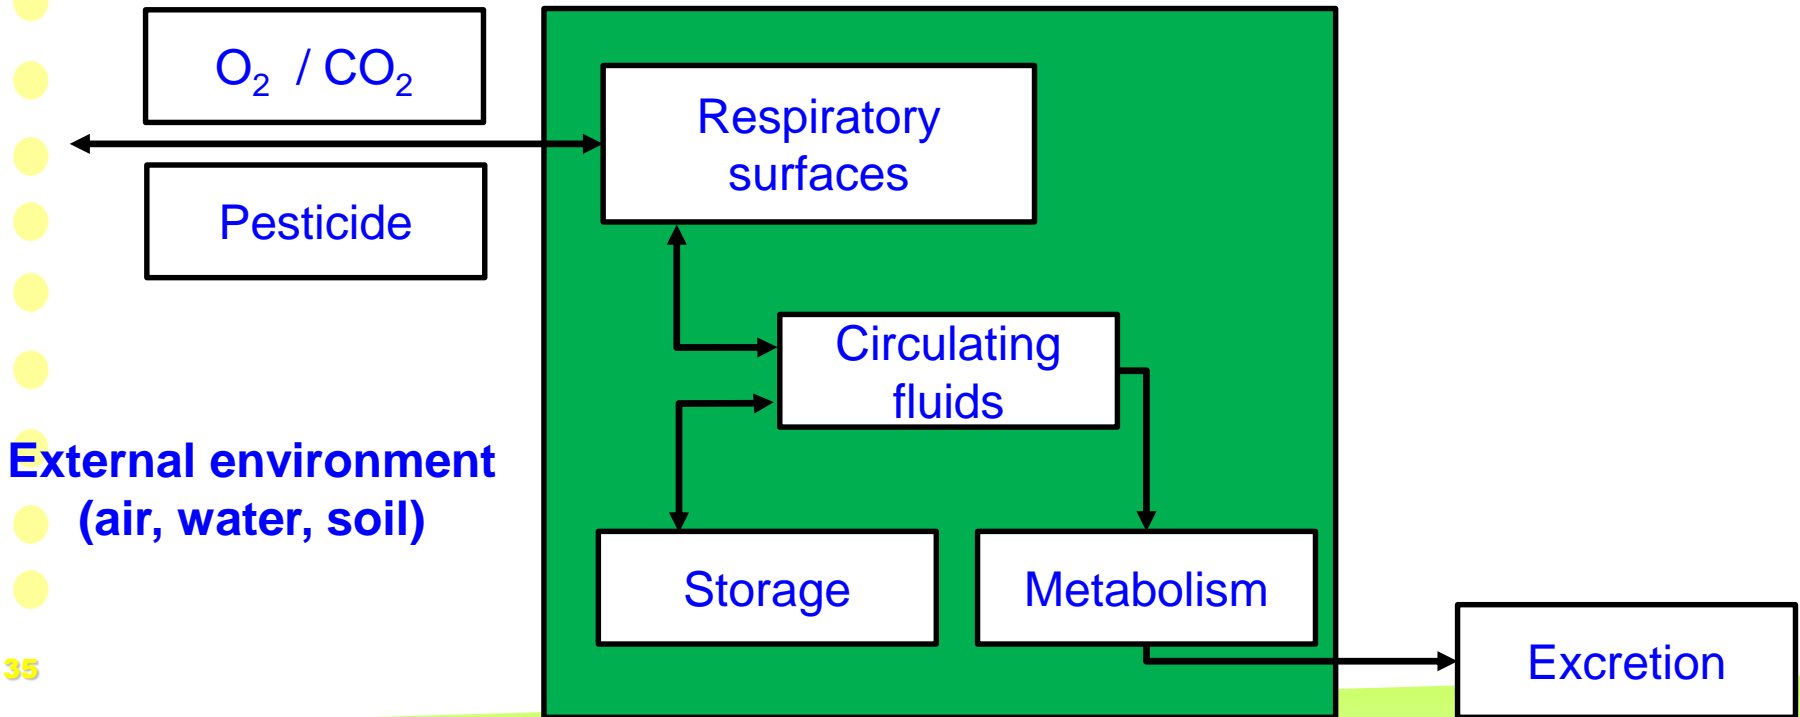 O₂ / CO₂
Respiratory
surfaces
Pesticide
Circulating
fluids
External environment
(air, water, soil)
Storage
Metabolism
Excretion
35